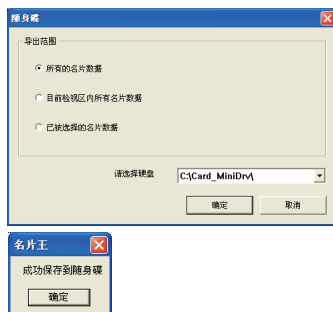 随身碟
导出范围
所有的名片数据
目前检视区内所有名片数据
已被选择的名片数据
请选择硬盘
C:\Card_MiniDrv\
确定
取消
名片王
成功保存到随身碟
确定